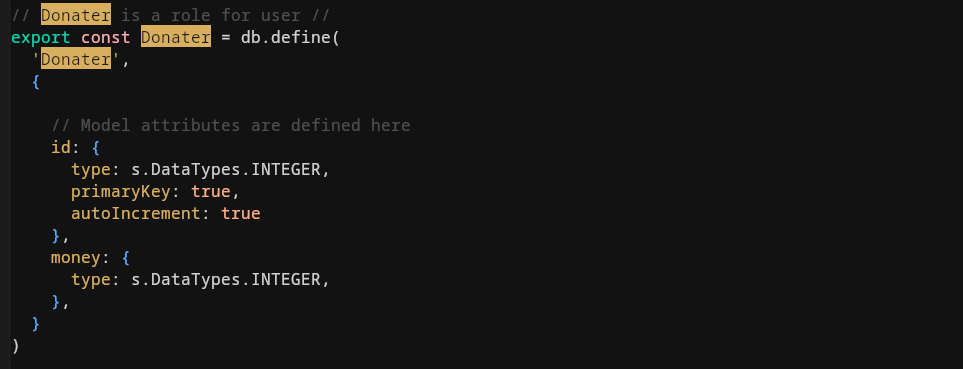 // Donater is a role for user //
export const Donater = db.define(
  'Donater',
  {
    // Model attributes are defined here
    id: {
      type: s.DataTypes.INTEGER,
      primaryKey: true,
      autoIncrement: true
    },
    money: {
      type: s.DataTypes.INTEGER,
    },
  }
)